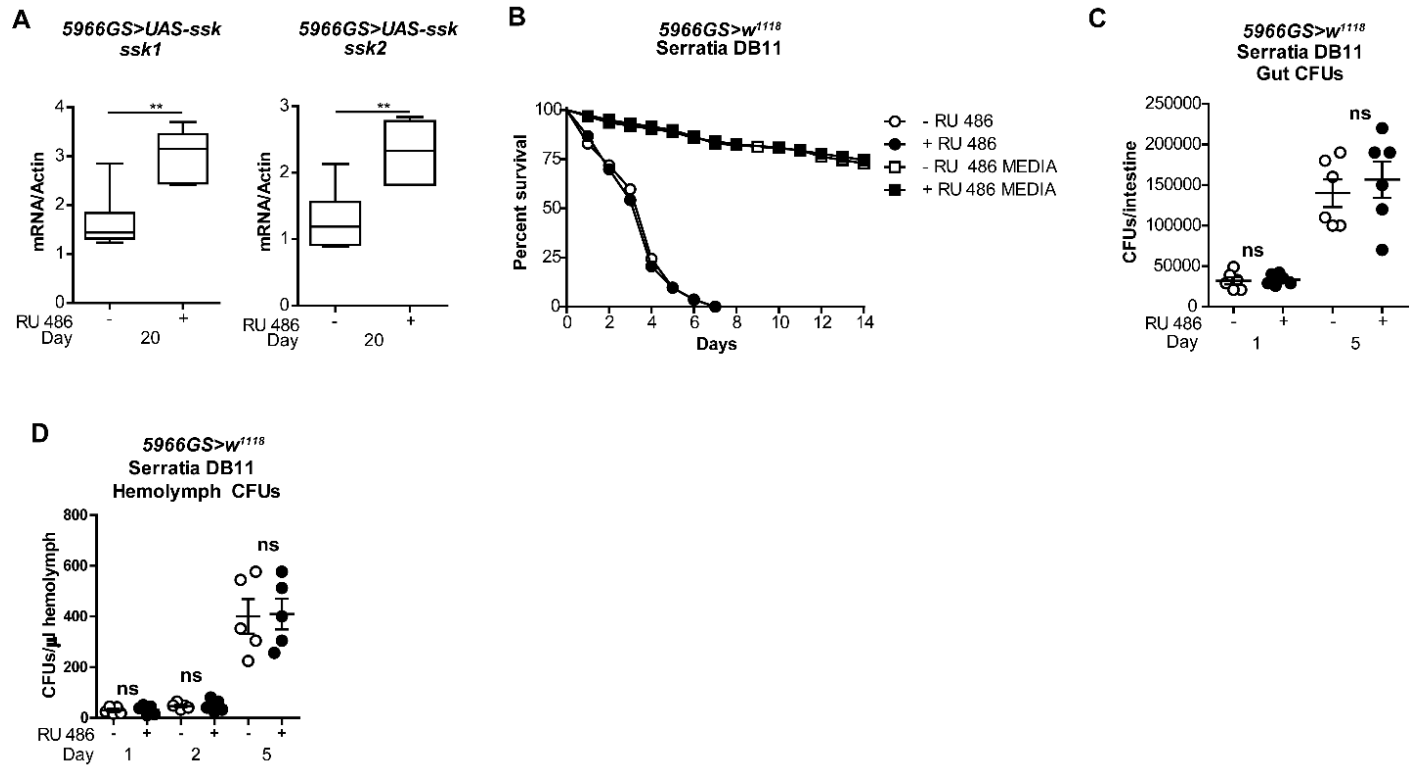 A
5966GS>UAS-ssk
ssk1
mRNA/Actin
4
3
2
1
0
**
RU 486 - +
Day 20
5966GS>UAS-ssk
ssk2
mRNA/Actin
3
2
1
0
**
RU 486 - +
Day 20
B
5966GS>w1118
Serratia DB11
Percent survival
100
75
50
25
0
0 2 4 6 8 10 12 14
Days
- RU 486
+ RU 486
- RU 486 MEDIA
+ RU 486 MEDIA
C
5966GS>w1118
Serratia DB11
Gut CFUs
CFUs/intestine
250000
200000
150000
100000
50000
0
ns
ns
RU 486 - + - +
Day 1 5
D
5966GS>w1118
Serratia DB11
Hemolymph CFUs
CFUs/µl hemolymph
800
600
400
200
0
ns
ns
ns
RU 486 - + - + - +
Day 1 2 5